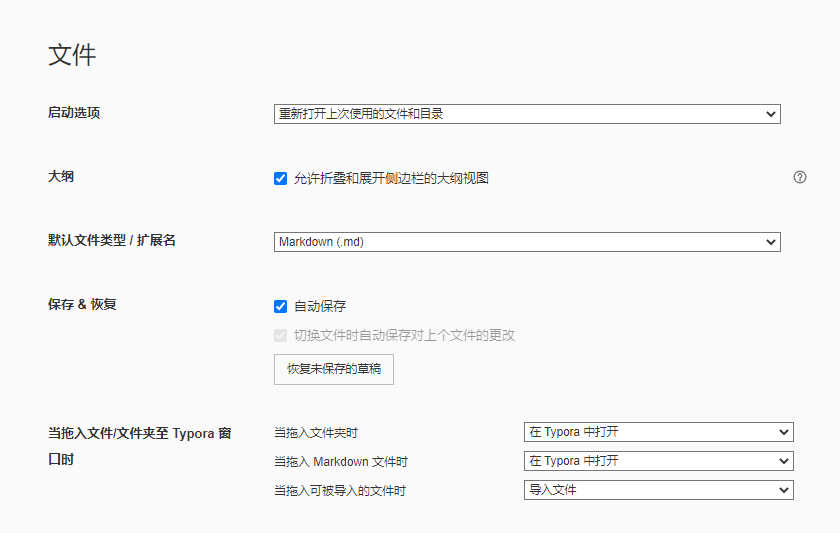 文件
启动选项
重新打开上次使用的文件和目录
大纲
允许折叠和展开侧边栏的大纲视图
默认文件类型 / 扩展名
Markdown (.md)
保存 & 恢复
自动保存
切换文件时自动保存对上个文件的更改
恢复未保存的草稿
当拖入文件/文件夹至 Typora 窗
口时
当拖入文件夹时
在 Typora 中打开
当拖入 Markdown 文件时
在 Typora 中打开
当拖入可被导入的文件时
导入文件